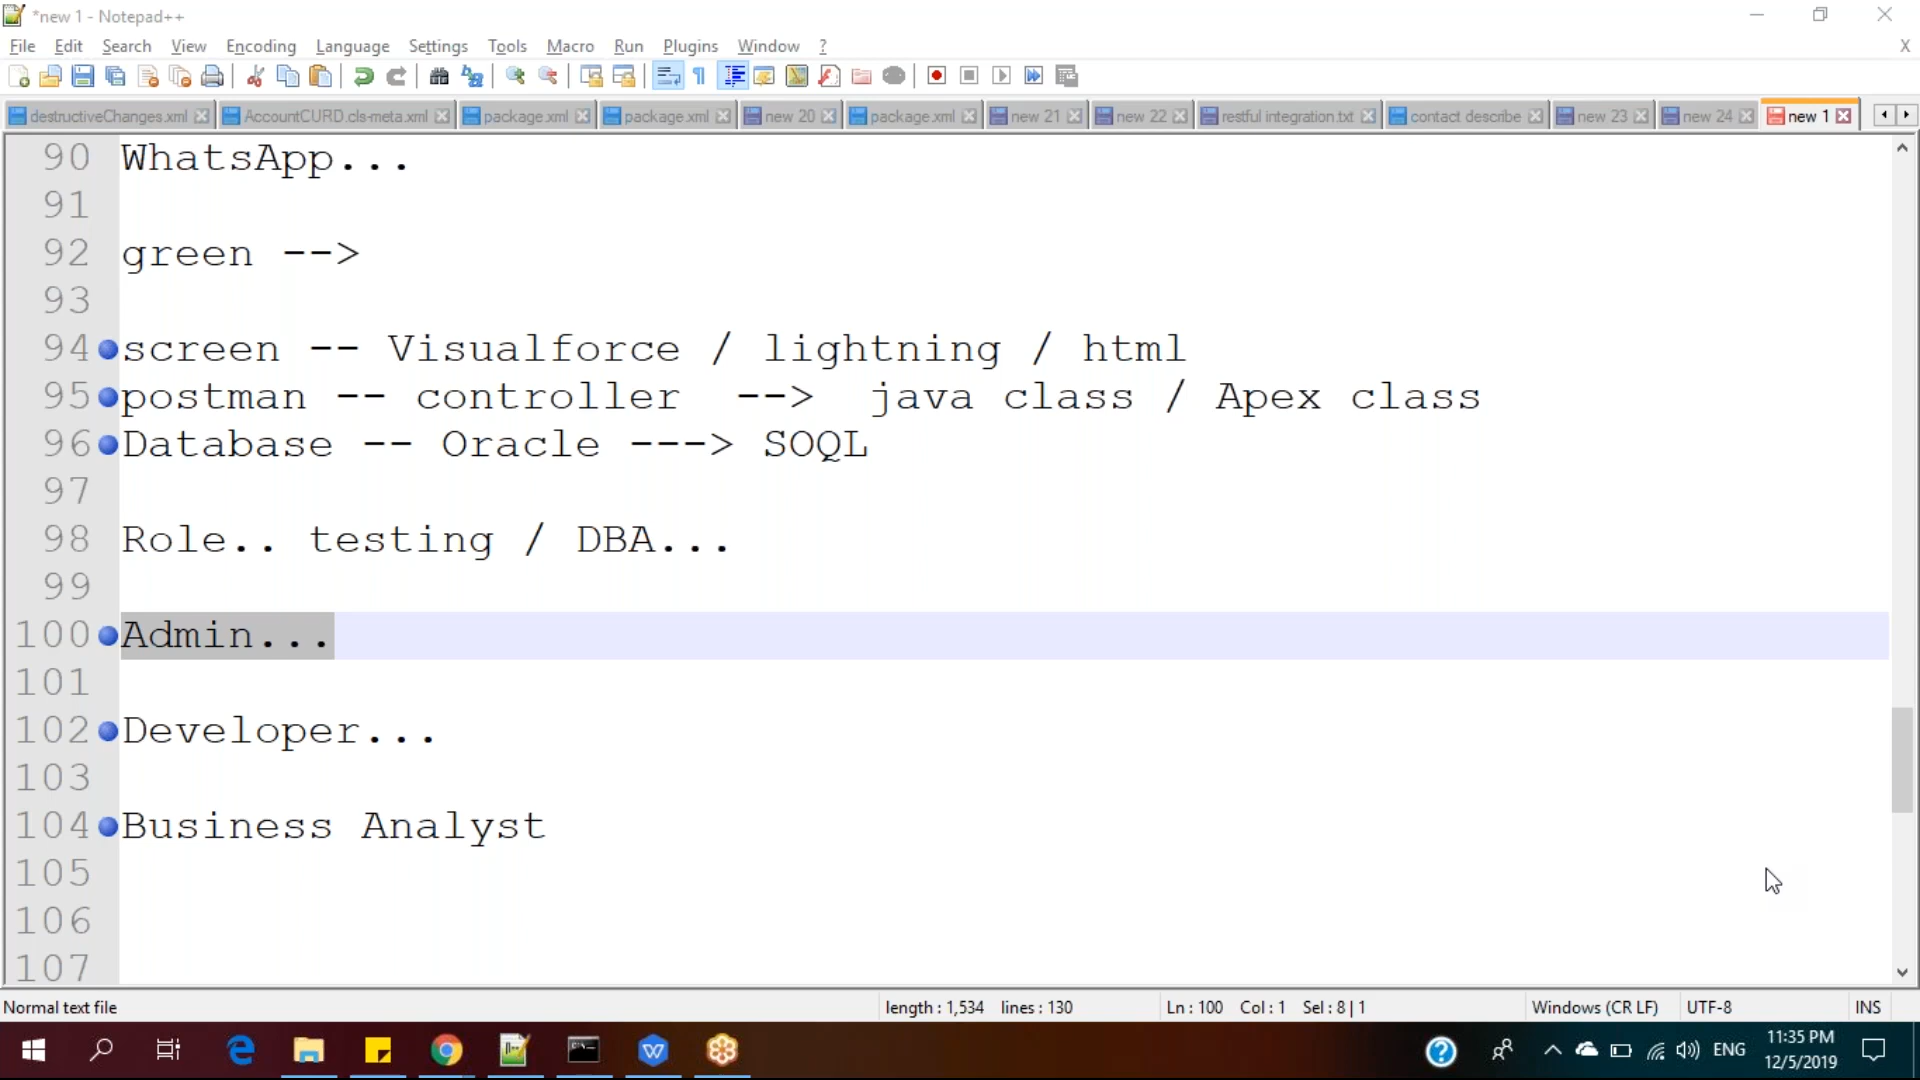 *new 1 - Notepad++
File Edit Search View Encoding Language Settings Tools Macro Run Plugins Window ? X
destructiveChanges.xml AccountCURD.cls-meta.xml package.xml package.xml new 20 package.xml new 21 new 22 restful integration.txt contact describe new 23 new 24 new 1
90 WhatsApp...
91
92 green -->
93
94 screen -- Visualforce / lightning / html
95 postman -- controller --> java class / Apex class
96 Database -- Oracle ---> SOQL
97
98 Role.. testing / DBA...
99
100 Admin...
101
102 Developer...
103
104 Business Analyst
105
106
107
Normal text file length : 1,534 lines : 130 Ln : 100 Col : 1 Sel : 8 | 1 Windows (CR LF) UTF-8 INS
ENG 11:35 PM
12/5/2019